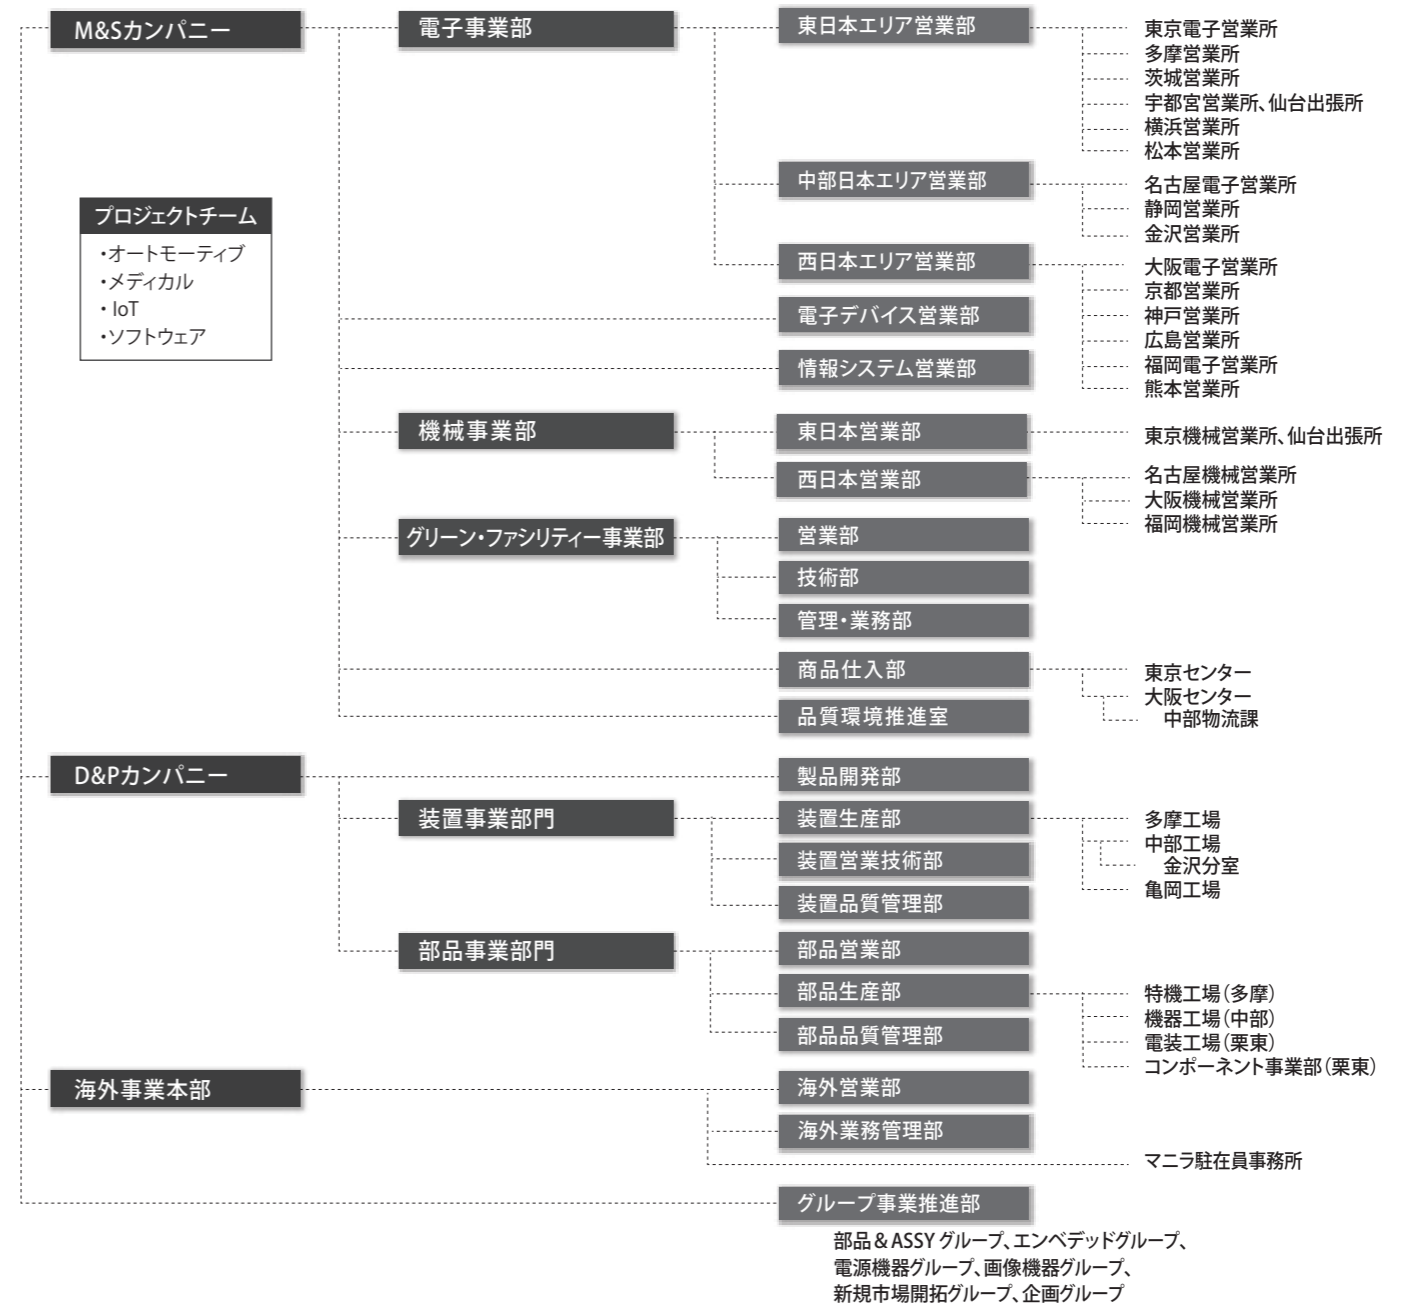 M&Sカンパニー
電子事業部
東日本エリア営業部
東京電子営業所
多摩営業所
茨城営業所
宇都宮営業所、仙台出張所
横浜営業所
松本営業所
中部日本エリア営業部
名古屋電子営業所
静岡営業所
金沢営業所
プロジェクトチーム
・オートモーティブ
・メディカル
・IoT
・ソフトウェア
西日本エリア営業部
大阪電子営業所
京都営業所
神戸営業所
広島営業所
福岡電子営業所
熊本営業所
電子デバイス営業部
情報システム営業部
機械事業部
東日本営業部
東京機械営業所、仙台出張所
西日本営業部
名古屋機械営業所
大阪機械営業所
福岡機械営業所
グリーン・ファシリティー事業部
営業部
技術部
管理・業務部
商品仕入部
東京センター
大阪センター
中部物流課
品質環境推進室
D&Pカンパニー
製品開発部
装置事業部門
装置生産部
多摩工場
中部工場
金沢分室
亀岡工場
装置営業技術部
装置品質管理部
部品事業部門
部品営業部
部品生産部
特機工場（多摩）
機器工場（中部）
電装工場（栗東）
コンポーネント事業部（栗東）
部品品質管理部
海外事業本部
海外営業部
海外業務管理部
マニラ駐在員事務所
グループ事業推進部
部品&ASSYグループ、エンベデッドグループ、
電源機器グループ、画像機器グループ、
新規市場開拓グループ、企画グループ